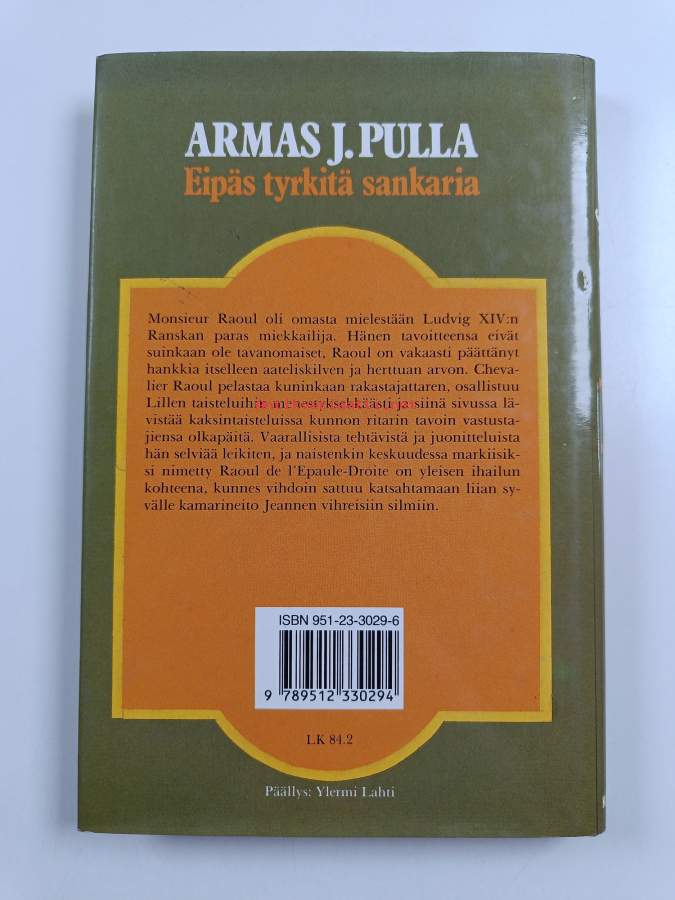 ARMAS J. PULLA
Eipäs tyrkitä sankaria
Monsieur Raoul oli omasta mielestään Ludvig XIV:n
Ranskan paras miekkailija. Hänen tavoitteensa eivät
suinkaan ole tavanomaiset, Raoul on vakaasti päättänyt
hankkia itselleen aateliskilven ja herttuan arvon. Cheva-
lier Raoul pelastaa kuninkaan rakastajattaren, osallistuu
Lillen taisteluihin menestyksekkäästi ja siinä sivussa lä-
vistää kaksintaisteluissa kunnon ritarin tavoin vastusta-
jiensa olkapäitä. Vaarallisista tehtävistä ja juonitteluista
hän selviää leikiten, ja naistenkin keskuudessa markiisik-
si nimetty Raoul de l'Epaule-Droite on yleisen ihailun
kohteena, kunnes vihdoin sattuu katsahtamaan liian sy-
välle kamarineito Jeannen vihreisiin silmiin.
ISBN 951-23-3029-6
9 789512 330294
LK 84.2
Päällys: Ylermi Lahti